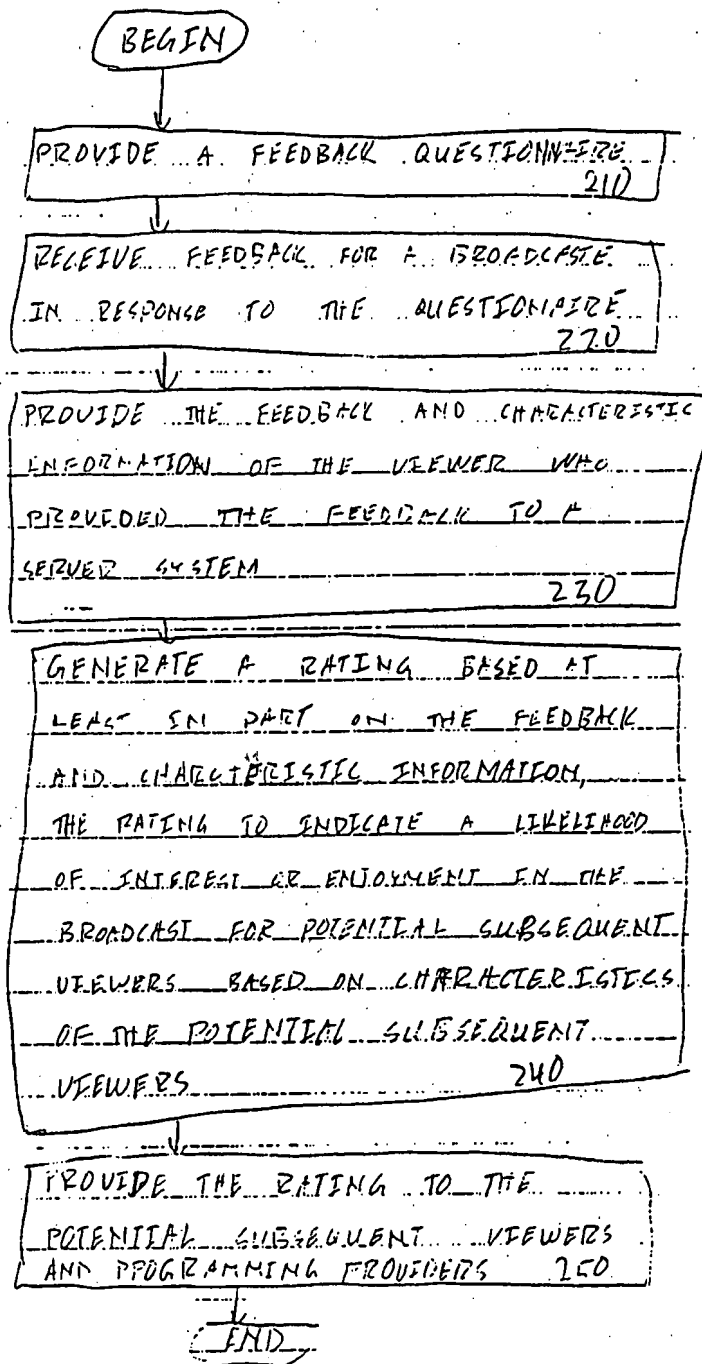 BEGIN
PROVIDE A FEEDBACK QUESTIONNAIRE
210
RECEIVE FEEDBACK FOR A BROADCASTE
IN RESPONSE TO THE QUESTIONAIRE
220
PROVIDE THE FEEDBACK AND CHARACTERISTIC
INFORMATION OF THE VIEWER WHO
PROVIDED THE FEEDBACK TO A
SERVER SYSTEM
230
GENERATE A RATING BASED AT
LEAST IN PART ON THE FEEDBACK
AND CHARCTERISTIC INFORMATION,
THE RATING TO INDICATE A LIKELIHOOD
OF INTEREST OR ENJOYMENT IN THE
BROADCAST FOR POTENTIAL SUBSEQUENT
VIEWERS BASED ON CHARACTERISTICS
OF THE POTENTIAL SUBSEQUENT
VIEWERS 240
PROVIDE THE RATING TO THE
POTENTIAL SUBSEQUENT VIEWERS
AND PROGRAMMING PROVIDERS 250
END